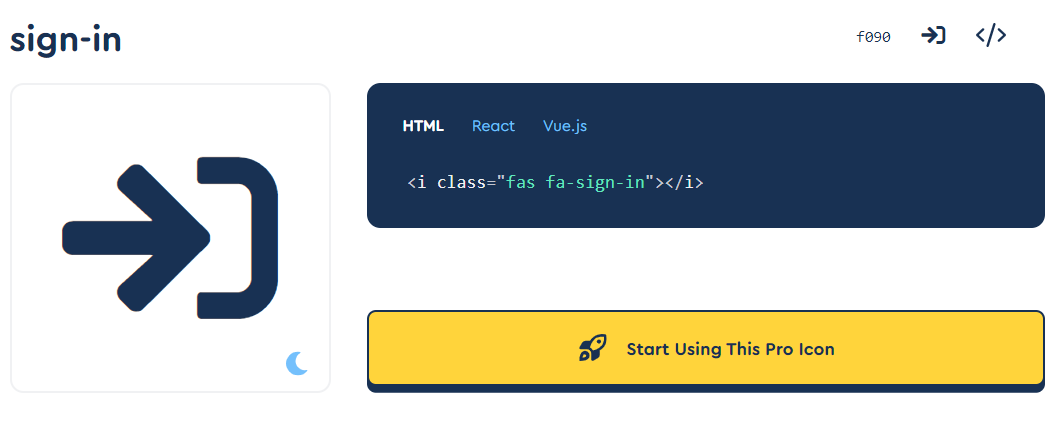 sign-in
f090
HTML React Vue.js
<i class="fas fa-sign-in"></i>
Start Using This Pro Icon